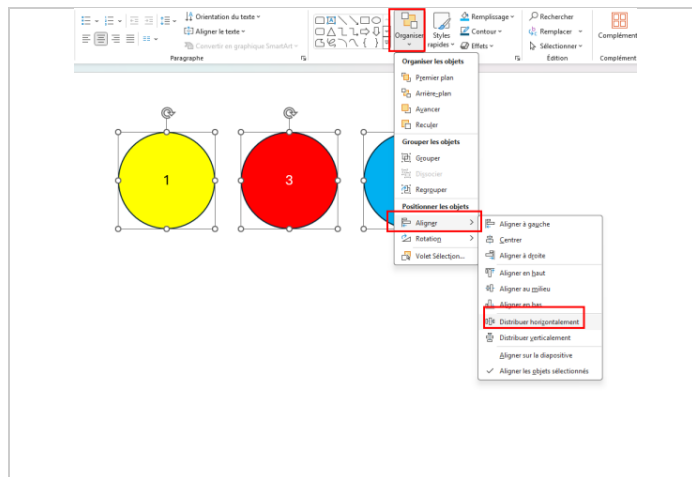 Orientation du texte
Aligner le texte
Convertir en graphique SmartArt
Paragraphe
Organiser
Styles rapides
Remplissage
Contour
Effets
Rechercher
Remplacer
Sélectionner
Édition
Complément
Complément
Organiser les objets
Premier plan
Arrière-plan
Avancer
Reculer
Grouper les objets
Grouper
Dissocier
Regrouper
Positionner les objets
Aligner
Rotation
Volet Sélection...
Aligner à gauche
Centrer
Aligner à droite
Aligner en haut
Aligner au milieu
Aligner en bas
Distribuer horizontalement
Distribuer verticalement
Aligner sur la diapositive
Aligner les objets sélectionnés
1
3